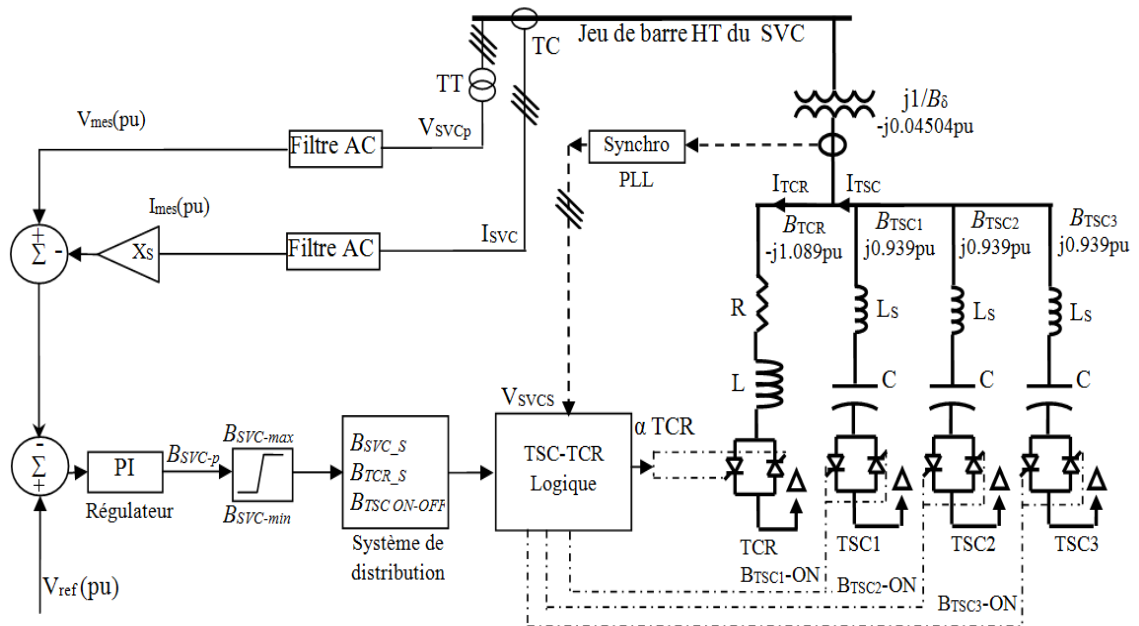 Jeu de barre HT du SVC
TC
TT
j1/Bδ
-j0.04504pu
Vmes(pu)
VSVCp
Filtre AC
Synchro
PLL
ITCR
ITSC
Imes(pu)
BTCR
-j1.089pu
BTSC1
j0.939pu
BTSC2
j0.939pu
BTSC3
j0.939pu
+
Σ
-
XS
Filtre AC
ISVC
R
LS
LS
LS
L
C
C
C
VSVCS
α TCR
-
Σ
+
PI
Régulateur
BSVC-p
BSVC-max
BSVC-min
BSVC_S
BTCR_S
BTSC ON-OFF
Système de
distribution
TSC-TCR
Logique
Δ
Δ
Δ
Δ
TCR
TSC1
TSC2
TSC3
BTSC1-ON
BTSC2-ON
BTSC3-ON
Vref (pu)